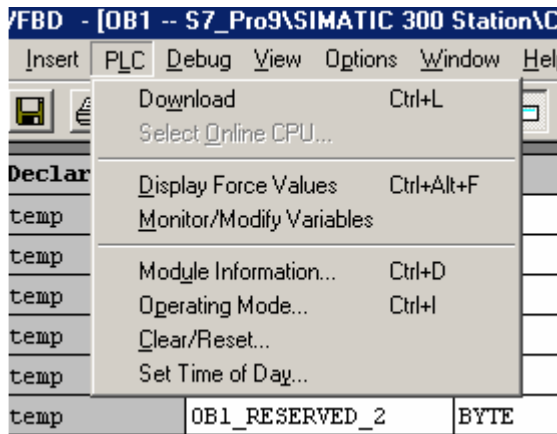 /FBD - [OB1 -- S7_Pro9\SIMATIC 300 Station\C
Insert PLC Debug View Options Window Hel
Download Ctrl+L
Select Online CPU...
Declar
Display Force Values Ctrl+Alt+F
temp
Monitor/Modify Variables
temp
Module Information... Ctrl+D
temp
Operating Mode... Ctrl+I
temp
Clear/Reset...
temp
Set Time of Day...
temp OB1_RESERVED_2 BYTE